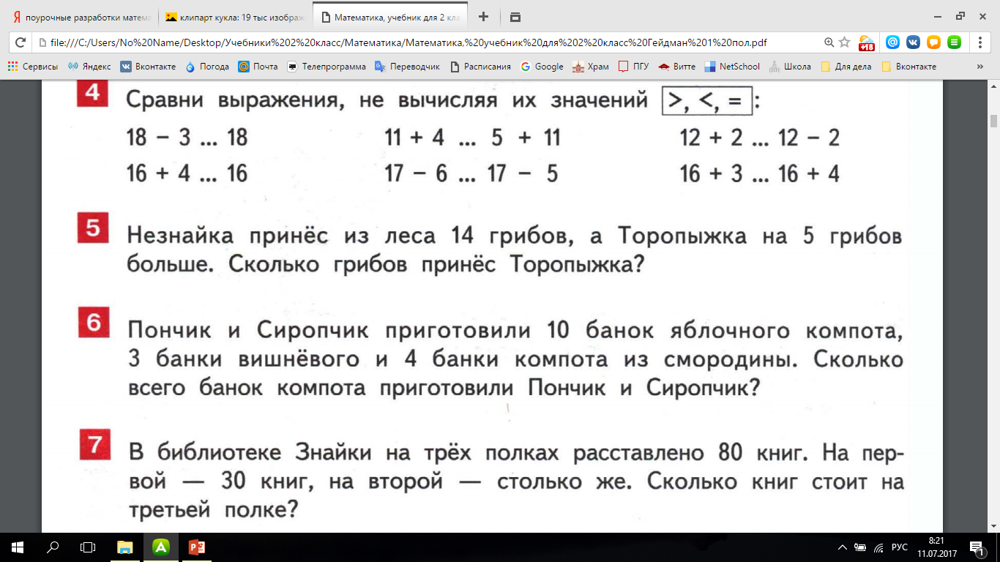 поурочные разработки матема
клипарт кукла: 19 тыс изображ
Математика, учебник для 2 кла
file:///C:/Users/No%20Name/Desktop/Учебники%202%20класс/Математика/Математика,%20учебник%20для%202%20класс%20Гейдман%201%20пол.pdf
+18
Сервисы Яндекс Вконтакте Погода Почта Телепрограмма Переводчик Расписания Google Храм ПГУ Витте NetSchool Школа Для дела Вконтакте »
4 Сравни выражения, не вычисляя их значений >, <, = :
18 – 3 ... 18 11 + 4 ... 5 + 11 12 + 2 ... 12 – 2
16 + 4 ... 16 17 – 6 ... 17 – 5 16 + 3 ... 16 + 4
5 Незнайка принёс из леса 14 грибов, а Торопыжка на 5 грибов
больше. Сколько грибов принёс Торопыжка?
6 Пончик и Сиропчик приготовили 10 банок яблочного компота,
3 банки вишнёвого и 4 банки компота из смородины. Сколько
всего банок компота приготовили Пончик и Сиропчик?
7 В библиотеке Знайки на трёх полках расставлено 80 книг. На пер-
вой — 30 книг, на второй — столько же. Сколько книг стоит на
третьей полке?
РУС
8:21
11.07.2017
1